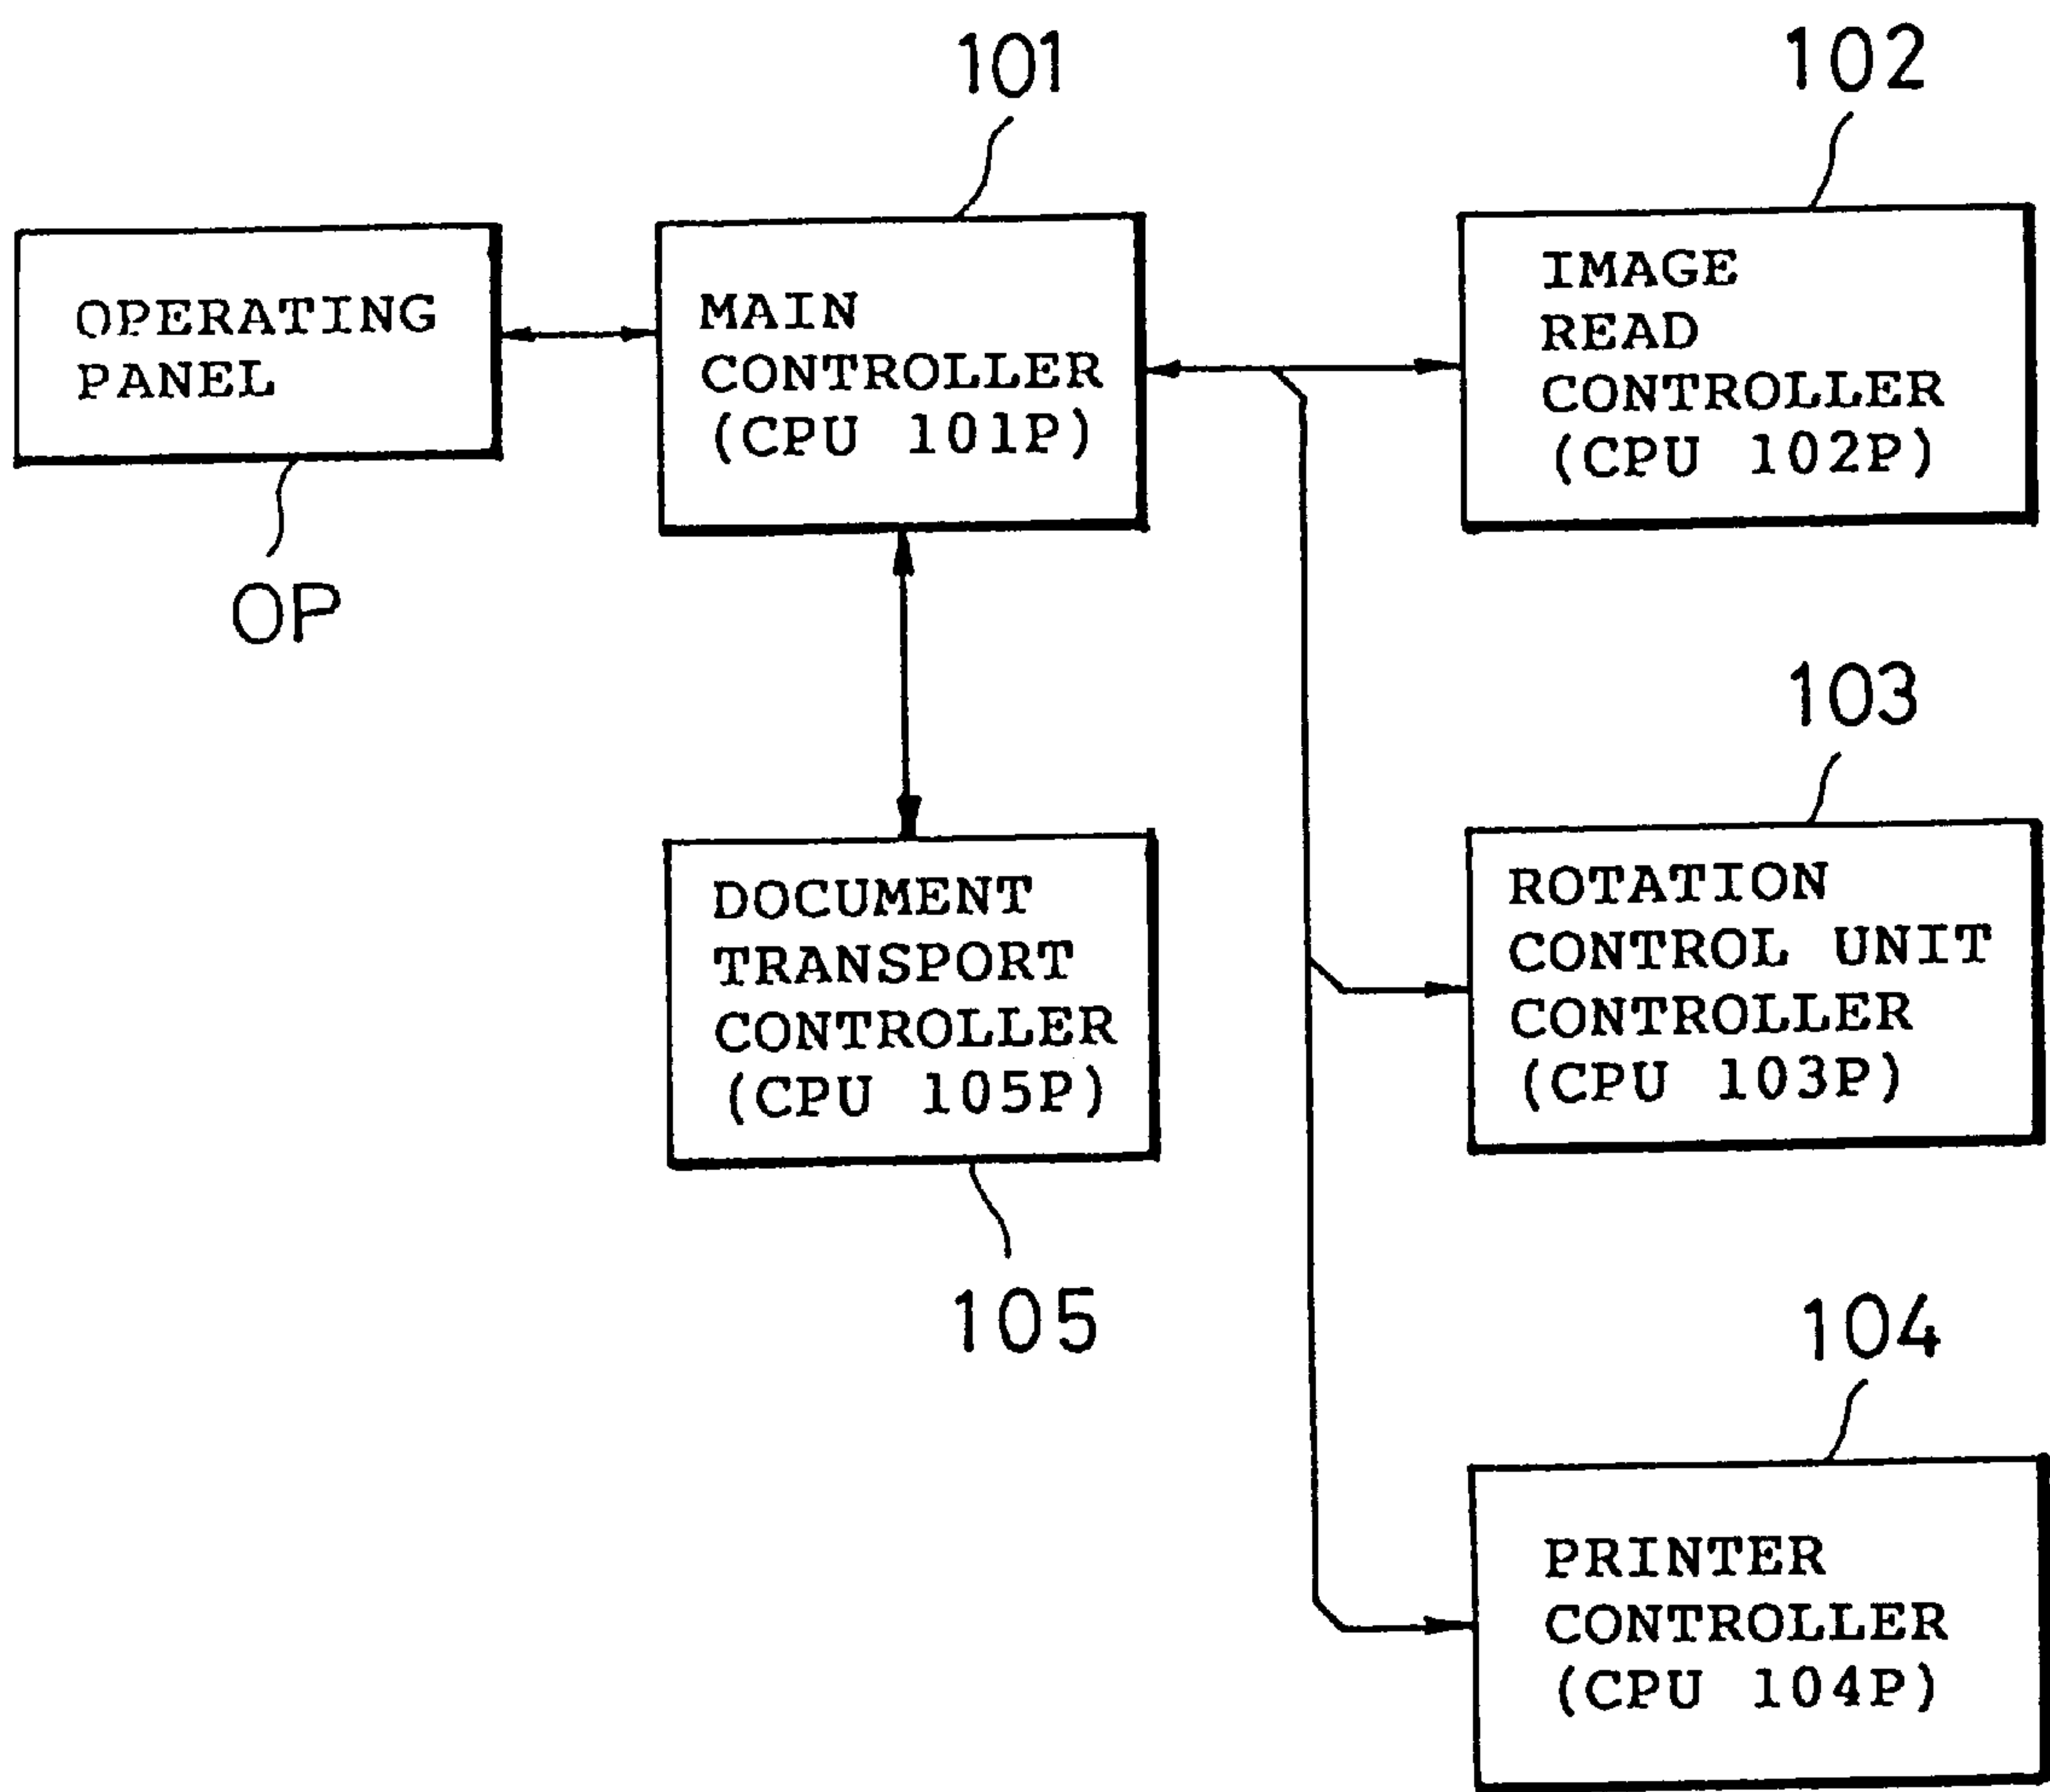 101
102
OPERATING
PANEL
OP
MAIN
CONTROLLER
(CPU 101P)
IMAGE
READ
CONTROLLER
(CPU 102P)
103
DOCUMENT
TRANSPORT
CONTROLLER
(CPU 105P)
105
ROTATION
CONTROL UNIT
CONTROLLER
(CPU 103P)
104
PRINTER
CONTROLLER
(CPU 104P)